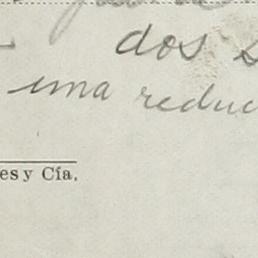 dos
una reduc
es y Cía.